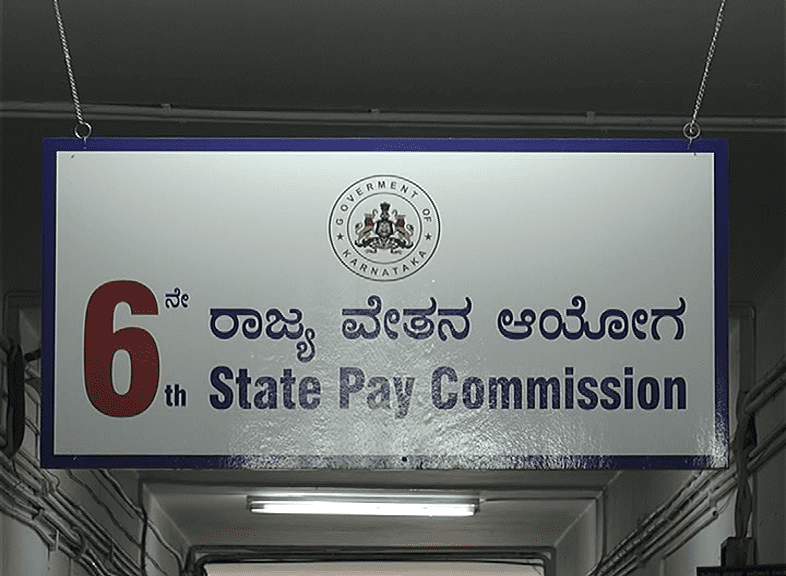 GOVERMENT OF
KARNATAKA
6ನೇ ರಾಜ್ಯ ವೇತನ ಆಯೋಗ
th State Pay Commission